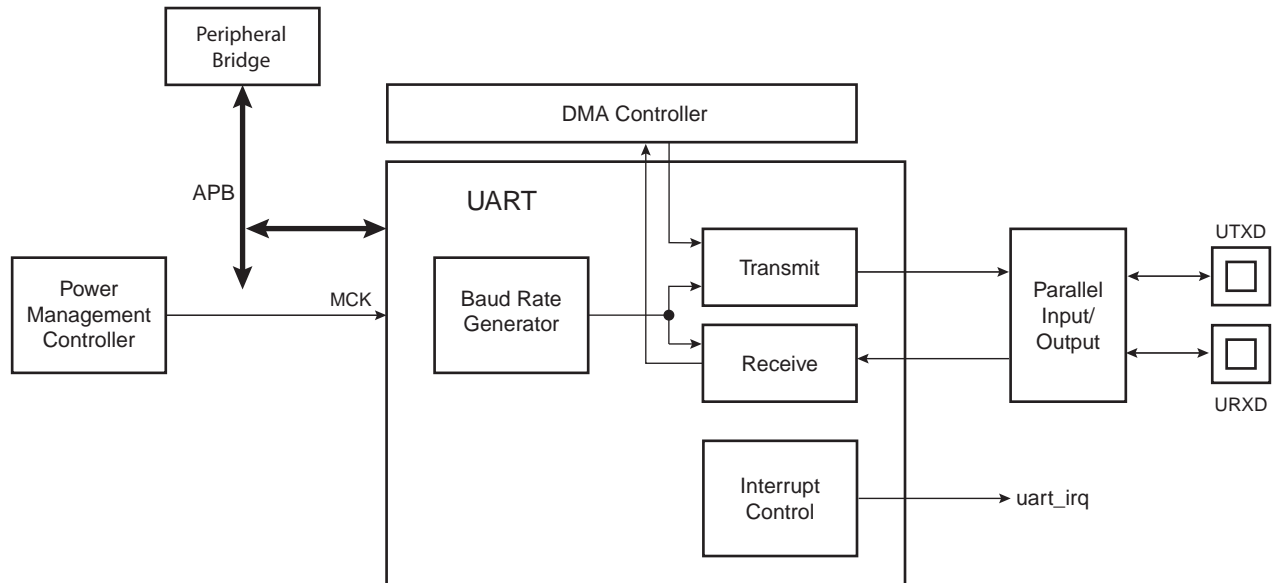 Peripheral
Bridge
DMA Controller
APB
UART
UTXD
Transmit
Power
Management
Controller
MCK
Baud Rate
Generator
Parallel
Input/
Output
Receive
URXD
Interrupt
Control
uart_irq